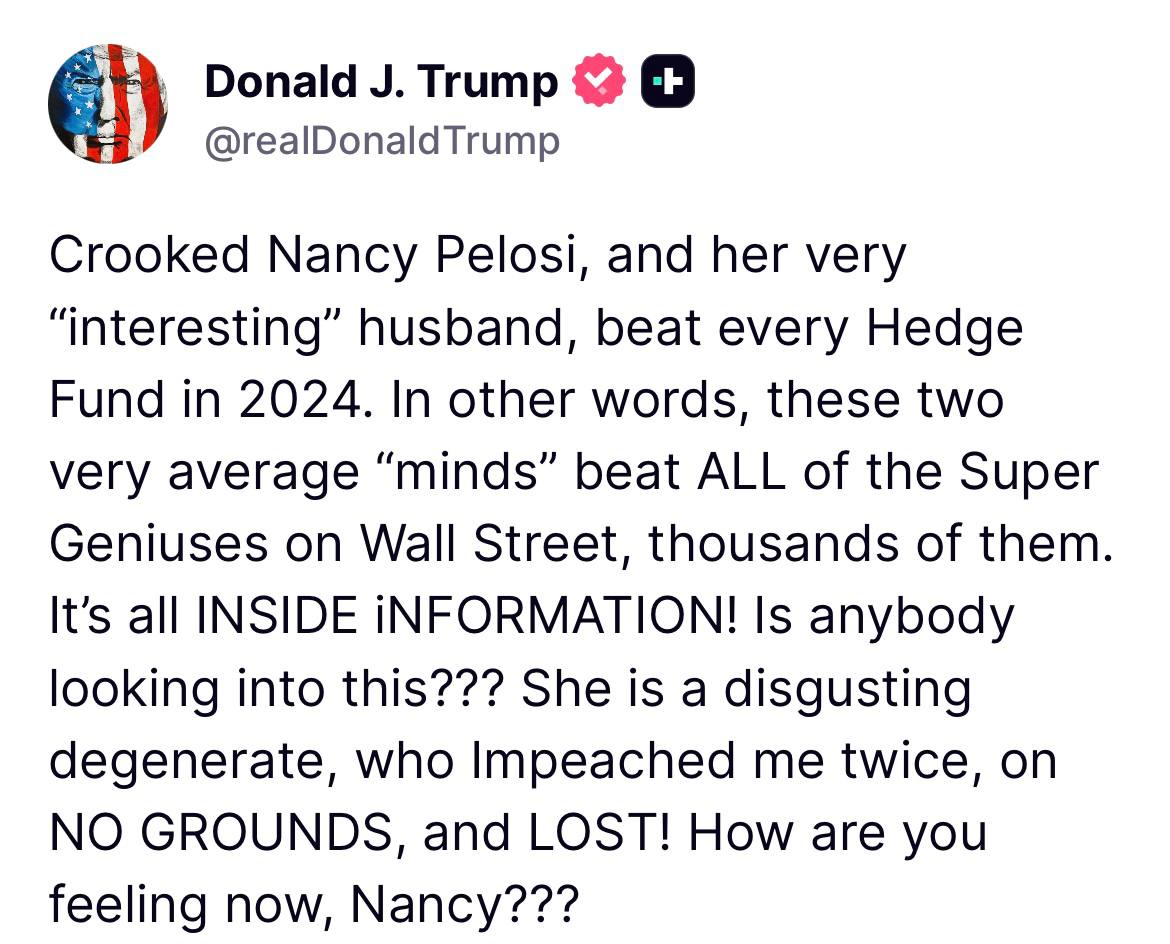 Donald J. Trump
@realDonaldTrump
Crooked Nancy Pelosi, and her very
“interesting” husband, beat every Hedge
Fund in 2024. In other words, these two
very average “minds” beat ALL of the Super
Geniuses on Wall Street, thousands of them.
It’s all INSIDE iNFORMATION! Is anybody
looking into this??? She is a disgusting
degenerate, who Impeached me twice, on
NO GROUNDS, and LOST! How are you
feeling now, Nancy???